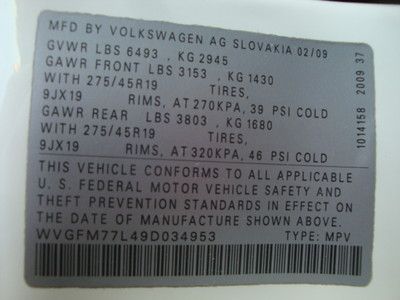 MFD BY VOLKSWAGEN AG SLOVAKIA 02/09
GVWR LBS 6493 , KG 2945
GAWR FRONT LBS 3153 , KG 1430
WITH 275/45R19 TIRES,
9JX19 RIMS, AT 270KPA, 39 PSI COLD
GAWR REAR LBS 3803 , KG 1680
WITH 275/45R19 TIRES,
9JX19 RIMS, AT 320KPA, 46 PSI COLD
THIS VEHICLE CONFORMS TO ALL APPLICABLE
U. S. FEDERAL MOTOR VEHICLE SAFETY AND
THEFT PREVENTION STANDARDS IN EFFECT ON
THE DATE OF MANUFACTURE SHOWN ABOVE.
WVGFM77L49D034953 TYPE: MPV
1014158 2009 37